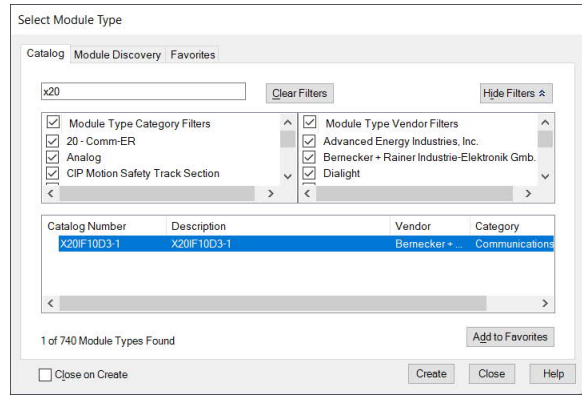 Select Module Type
Catalog Module Discovery Favorites
x20
Clear Filters
Hide Filters
Module Type Category Filters
20 - Comm-ER
Analog
CIP Motion Safety Track Section
Module Type Vendor Filters
Advanced Energy Industries, Inc.
Bernecker + Rainer Industrie-Elektronik Gmb.
Dialight
Catalog Number Description Vendor Category
X20IF10D3-1 X20IF10D3-1 Bernecker + ... Communications
1 of 740 Module Types Found
Add to Favorites
Close on Create
Create Close Help